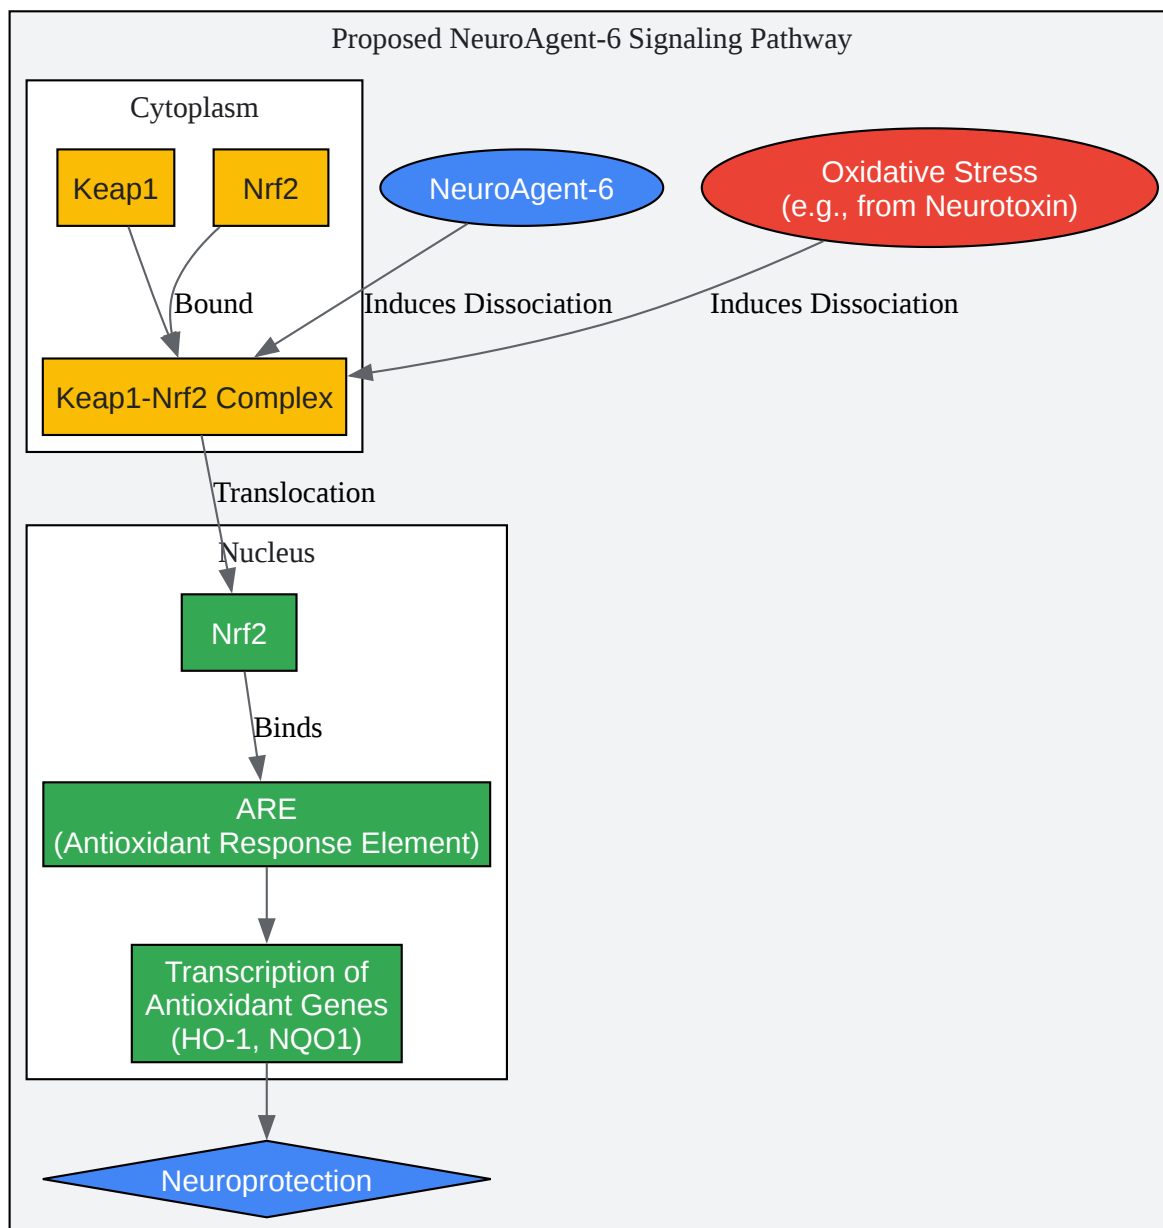 Proposed NeuroAgent-6 Signaling Pathway
Cytoplasm
Keap1
Nrf2
NeuroAgent-6
Oxidative Stress
(e.g., from Neurotoxin)
Bound
Induces Dissociation
Induces Dissociation
Keap1-Nrf2 Complex
Translocation
Nucleus
Nrf2
Binds
ARE
(Antioxidant Response Element)
Transcription of
Antioxidant Genes
(HO-1, NQO1)
Neuroprotection